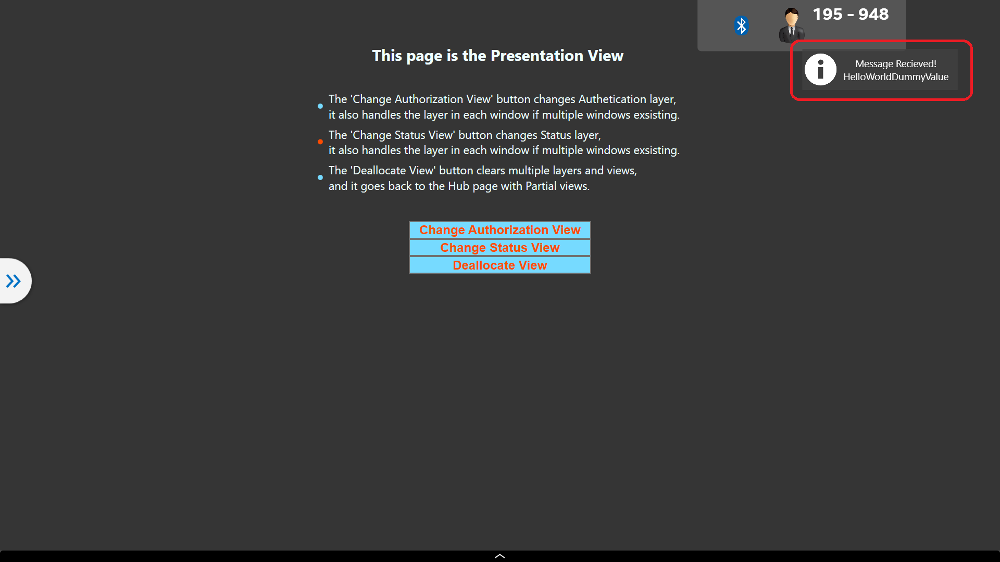 195 - 948
This page is the Presentation View
Message Recieved!
HelloWorldDummyValue
The 'Change Authorization View' button changes Authetication layer,
it also handles the layer in each window if multiple windows exsisting.
The 'Change Status View' button changes Status layer,
it also handles the layer in each window if multiple windows exsisting.
The 'Deallocate View' button clears multiple layers and views,
and it goes back to the Hub page with Partial views.
Change Authorization View
Change Status View
Deallocate View